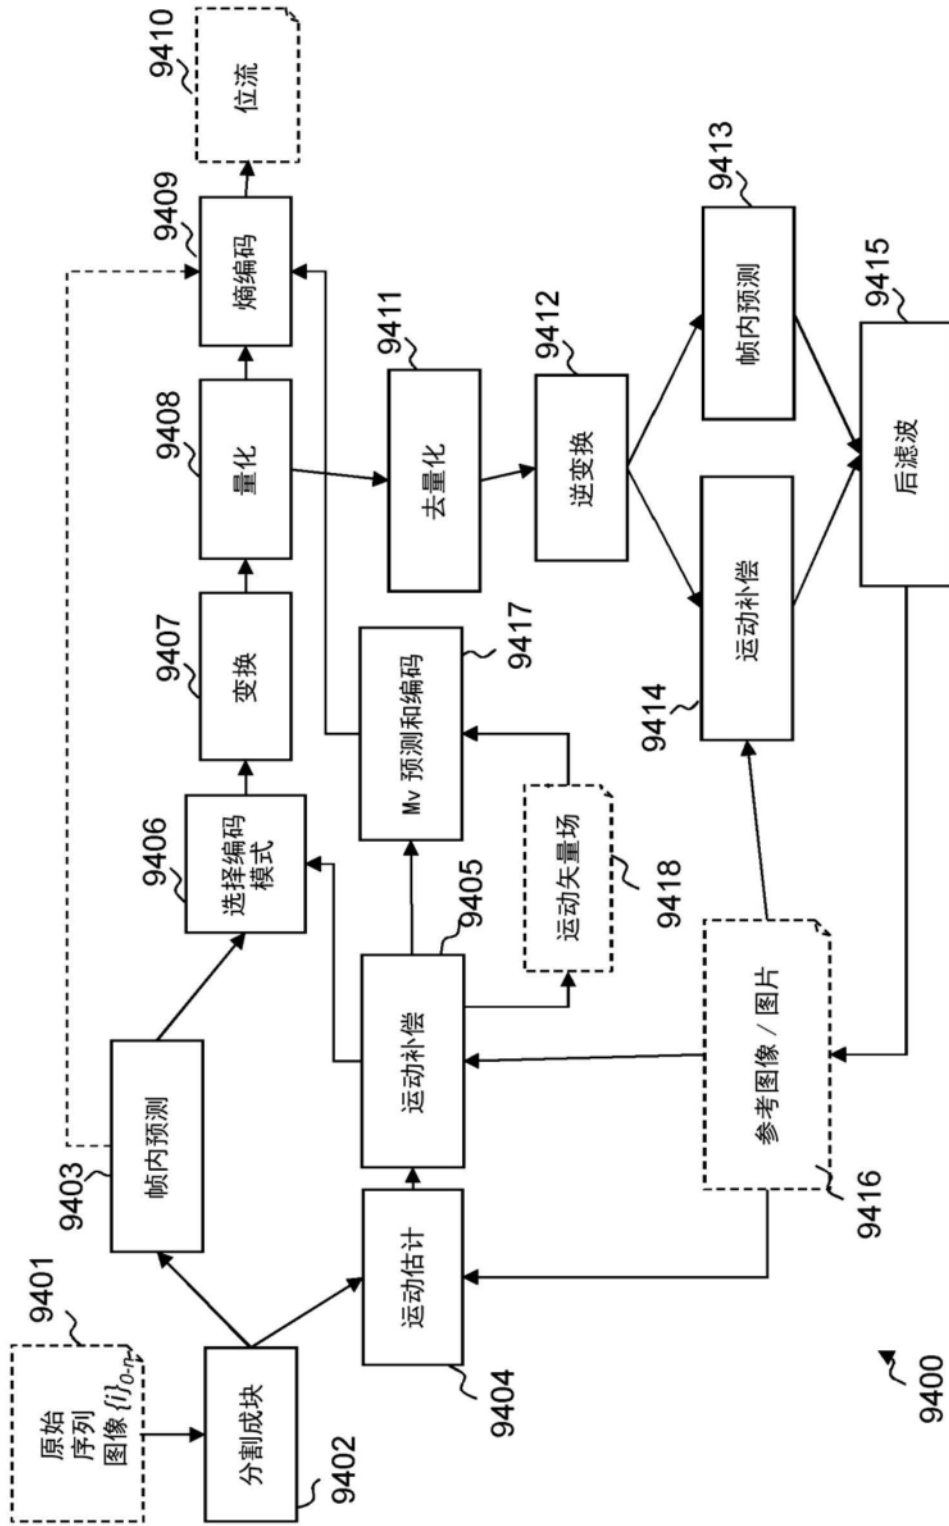 9401
原始
序列
图像 {i}0-n
分割成块
9402
9403
帧内预测
9404
运动估计
9405
运动补偿
9406
选择编码
模式
9407
变换
9408
量化
9409
熵编码
9410
位流
9411
去量化
9412
逆变换
9413
帧内预测
9414
运动补偿
9415
后滤波
9416
参考图像 / 图片
9417
Mv 预测和编码
9418
运动矢量场
9400